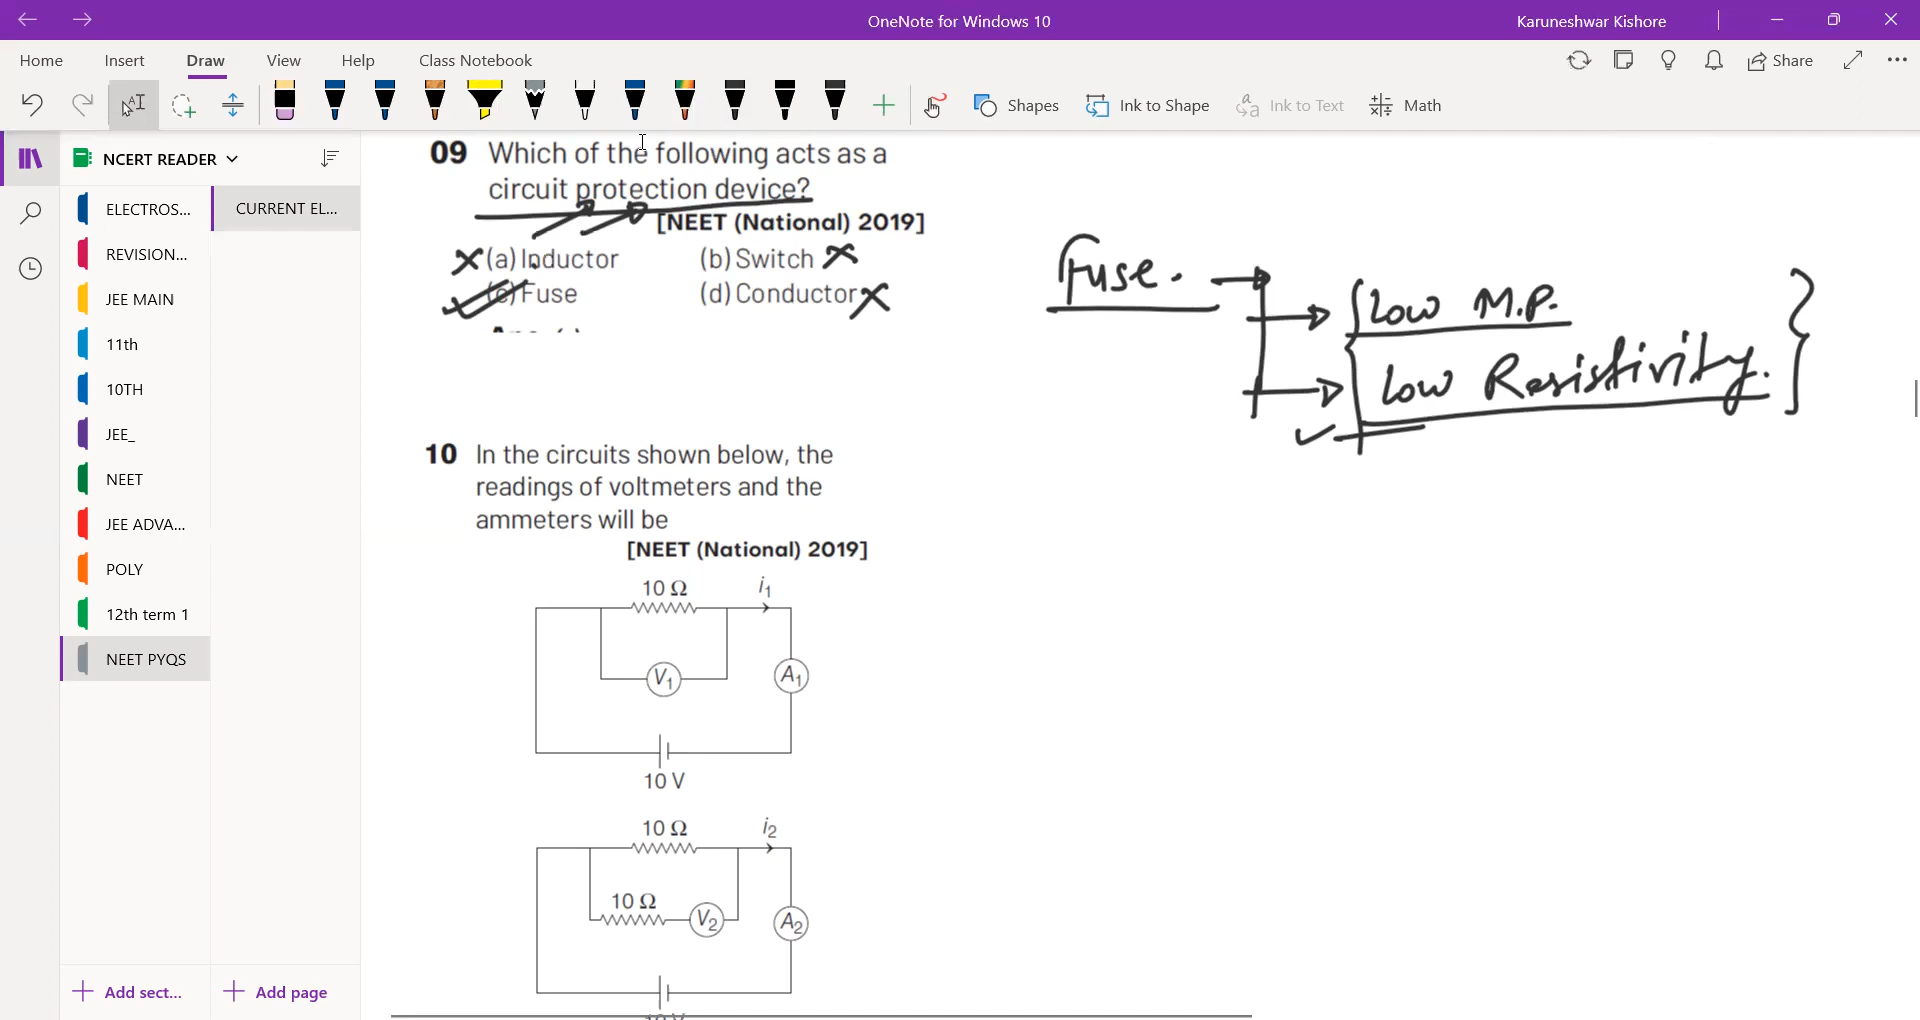 OneNote for Windows 10
Karuneshwar Kishore
Home Insert Draw View Help Class Notebook
Share
Shapes Ink to Shape Ink to Text Math
NCERT READER
ELECTROS...
REVISION...
JEE MAIN
11th
10TH
JEE_
NEET
JEE ADVA...
POLY
12th term 1
NEET PYQS
Add sect...
CURRENT EL...
Add page
09 Which of the following acts as a
circuit protection device?
[NEET (National) 2019]
(a) Inductor (b) Switch
(c) Fuse (d) Conductor
Fuse.
Low M.P.
Low Resistivity.
10 In the circuits shown below, the
readings of voltmeters and the
ammeters will be
[NEET (National) 2019]
10 Ω i1
V1 A1
10 V
10 Ω i2
10 Ω
V2 A2